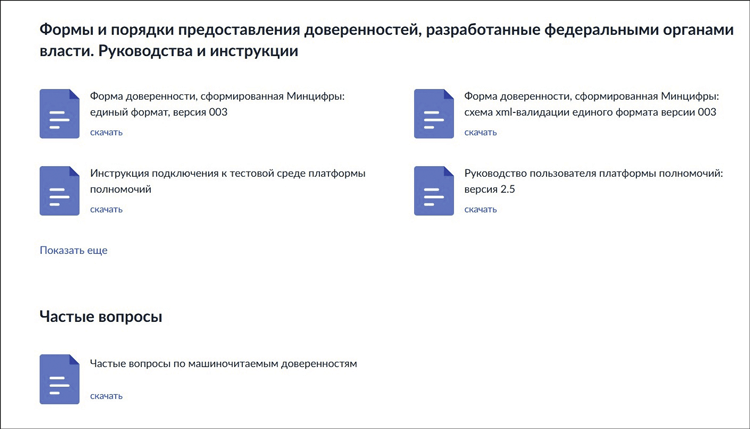 Формы и порядки предоставления доверенностей, разработанные федеральными органами
власти. Руководства и инструкции
Форма доверенности, сформированная Минцифры:
единый формат, версия 003
скачать
Форма доверенности, сформированная Минцифры:
схема xml-валидации единого формата версии 003
скачать
Инструкция подключения к тестовой среде платформы
полномочий
скачать
Руководство пользователя платформы полномочий:
версия 2.5
скачать
Показать еще
Частые вопросы
Частые вопросы по машиночитаемым доверенностям
скачать